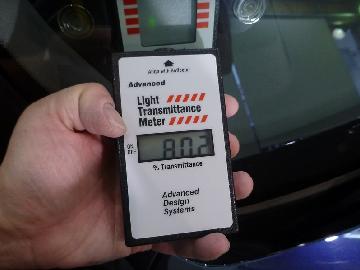 Advanced
Light
Transmittance
Meter
80.2
% Transmittance
Advanced
Design
Systems